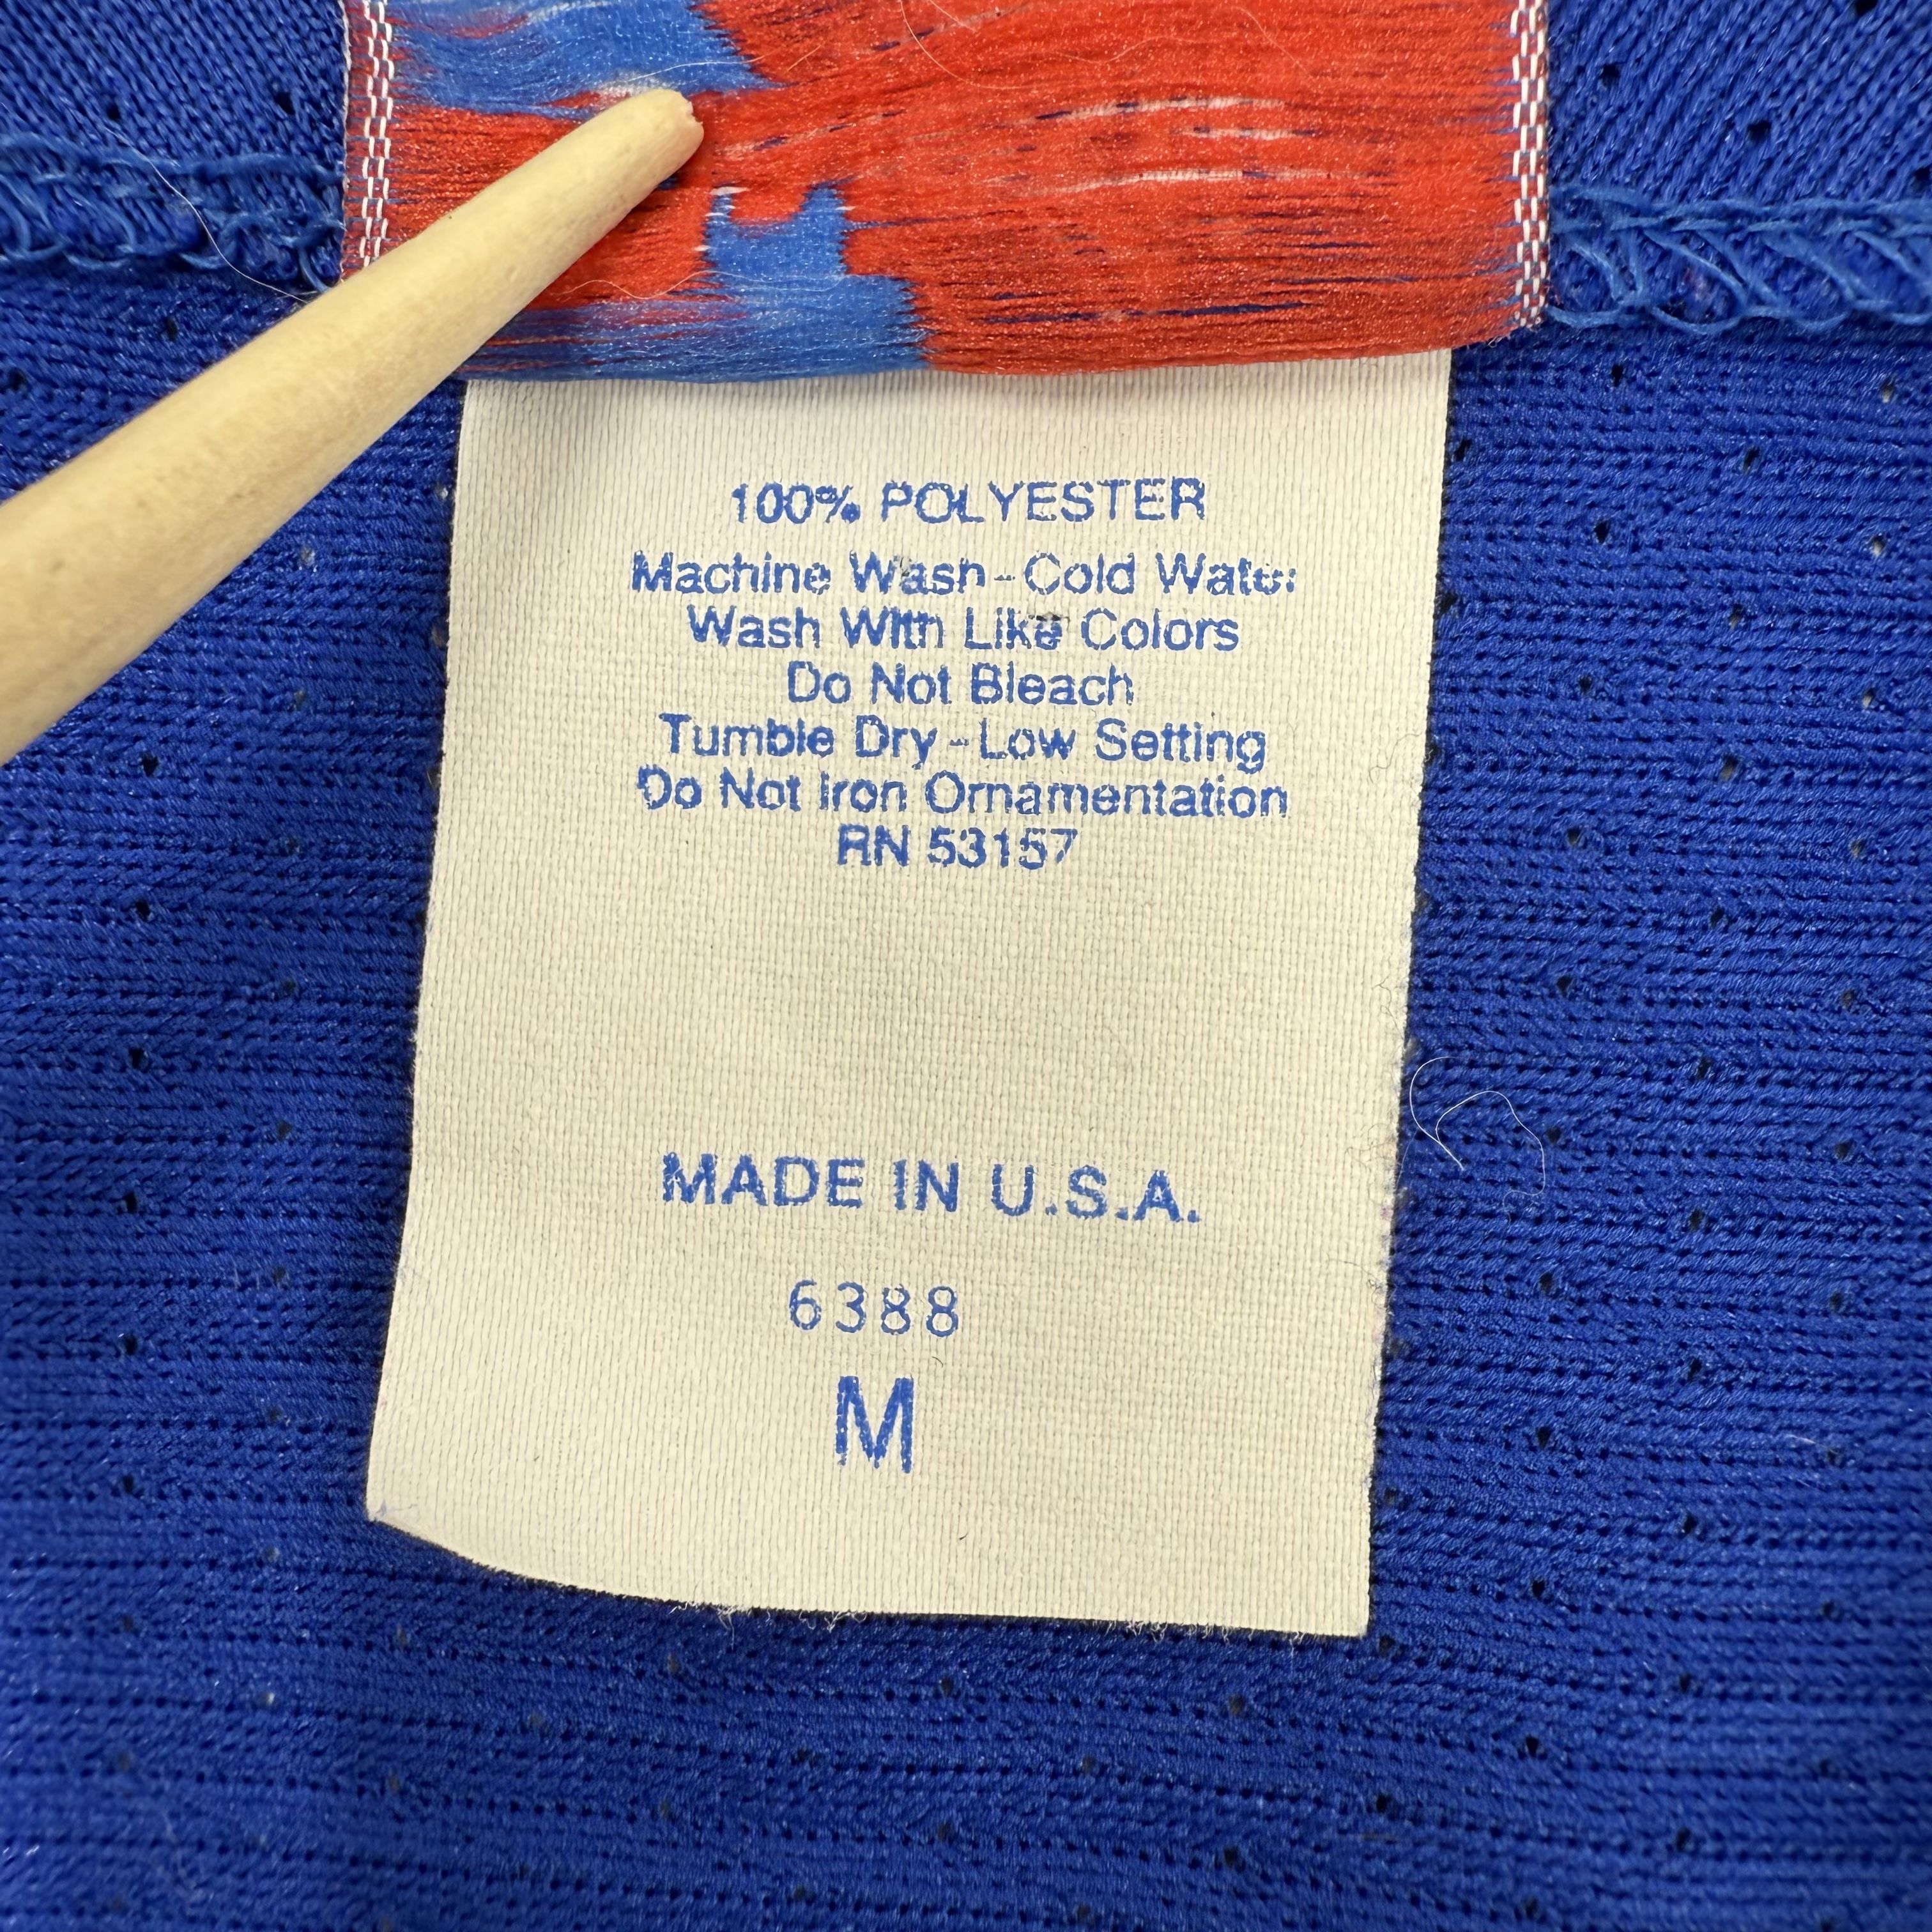 100% POLYESTER
Machine Wash-Cold Water
Wash With Like Colors
Do Not Bleach
Tumble Dry-Low Setting
Do Not Iron Ornamentation
RN 53157
MADE IN U.S.A.
6388
M